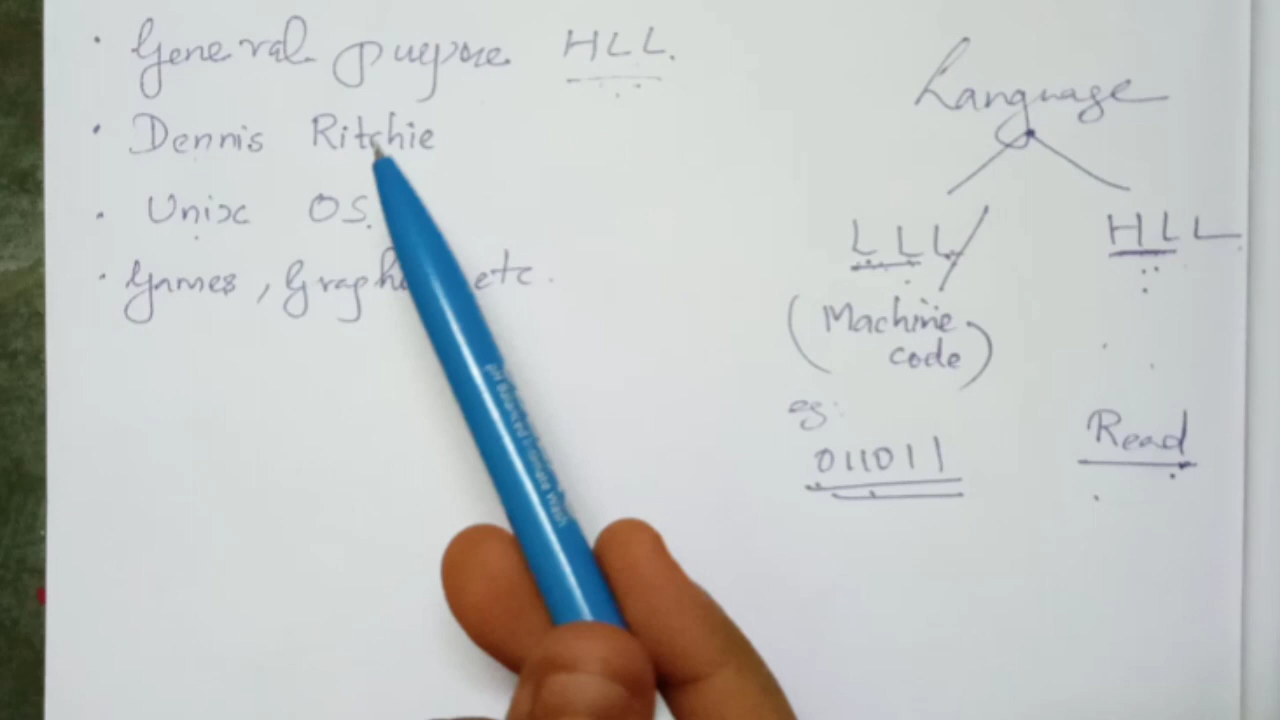 · General purpose HLL.
· Dennis Ritchie
· Unix OS.
· Games, Graph etc.
Language
LLL HLL
(Machine
code)
eg:
011011 Read